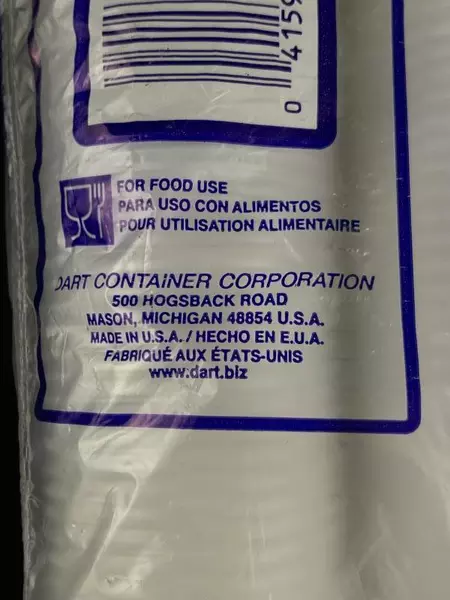 0 4159
FOR FOOD USE
PARA USO CON ALIMENTOS
POUR UTILISATION ALIMENTAIRE
DART CONTAINER CORPORATION
500 HOGSBACK ROAD
MASON, MICHIGAN 48854 U.S.A.
MADE IN U.S.A. / HECHO EN E.U.A.
FABRIQUÉ AUX ÉTATS-UNIS
www.dart.biz